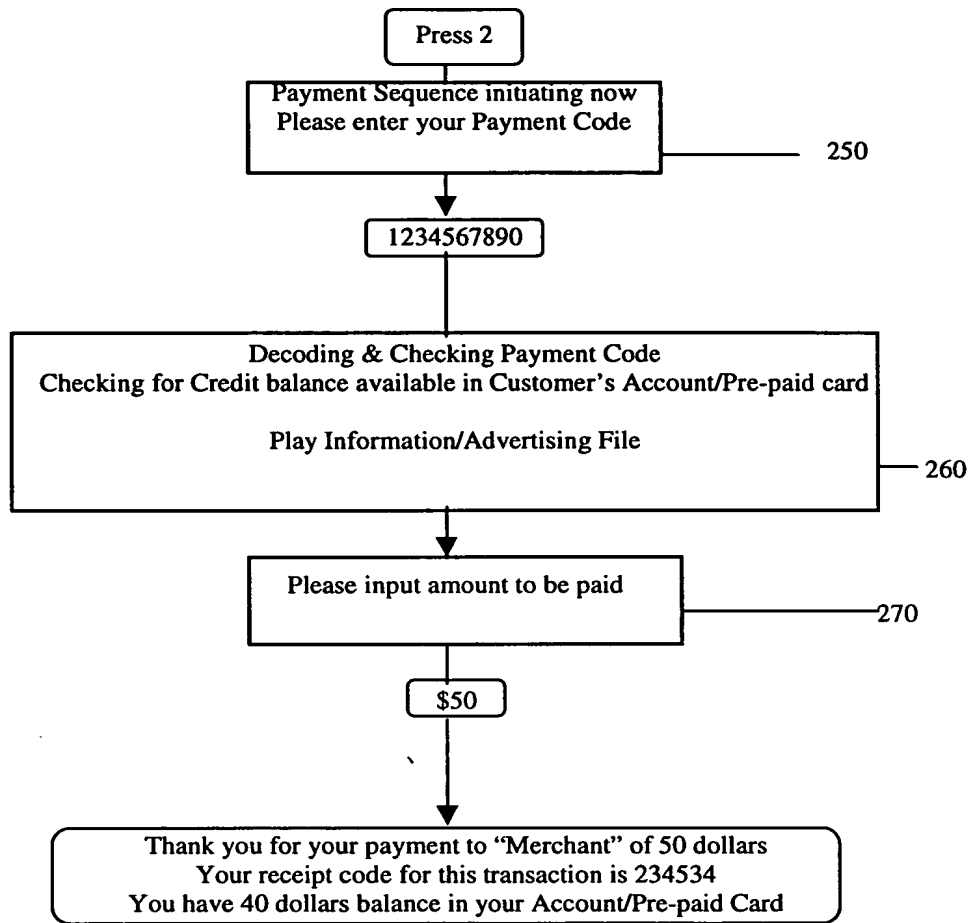 Press 2
Payment Sequence initiating now
Please enter your Payment Code
250
1234567890
Decoding & Checking Payment Code
Checking for Credit balance available in Customer's Account/Pre-paid card
Play Information/Advertising File
260
Please input amount to be paid
270
$50
Thank you for your payment to “Merchant” of 50 dollars
Your receipt code for this transaction is 234534
You have 40 dollars balance in your Account/Pre-paid Card